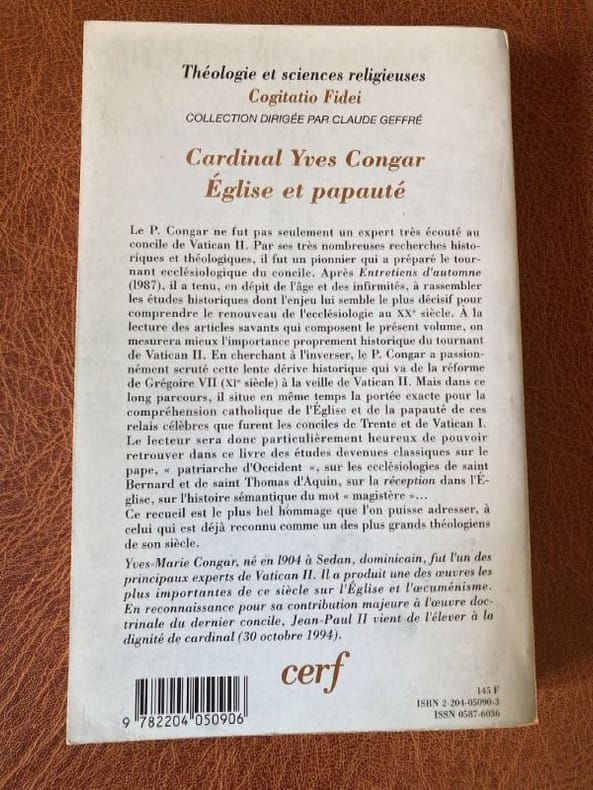 Théologie et sciences religieuses
Cogitatio Fidei
COLLECTION DIRIGÉE PAR CLAUDE GEFFRÉ
Cardinal Yves Congar
Église et papauté
Le P. Congar ne fut pas seulement un expert très écouté au
concile de Vatican II. Par ses très nombreuses recherches histo-
riques et théologiques, il fut un pionnier qui a préparé le tour-
nant ecclésiologique du concile. Après Entretiens d'automne
(1987), il a tenu, en dépit de l'âge et des infirmités, à rassembler
les études historiques dont l'enjeu lui semble le plus décisif pour
comprendre le renouveau de l'ecclésiologie au XXe siècle. À la
lecture des articles savants qui composent le présent volume, on
mesurera mieux l'importance proprement historique du tournant
de Vatican II. En cherchant à l'inverser, le P. Congar a passion-
nément scruté cette lente dérive historique qui va de la réforme
de Grégoire VII (XIe siècle) à la veille de Vatican II. Mais dans ce
long parcours, il situe en même temps la portée exacte pour la
compréhension catholique de l'Église et de la papauté de ces
relais célèbres que furent les conciles de Trente et de Vatican I.
Le lecteur sera donc particulièrement heureux de pouvoir
retrouver dans ce livre des études devenues classiques sur le
pape, « patriarche d'Occident », sur les ecclésiologies de saint
Bernard et de saint Thomas d'Aquin, sur la réception dans l'É-
glise, sur l'histoire sémantique du mot « magistère »...
Ce recueil est le plus bel hommage que l'on puisse adresser, à
celui qui est déjà reconnu comme un des plus grands théologiens
de son siècle.
Yves-Marie Congar, né en 1904 à Sedan, dominicain, fut l'un des
principaux experts de Vatican II. Il a produit une des œuvres les
plus importantes de ce siècle sur l'Église et l'œcuménisme.
En reconnaissance pour sa contribution majeure à l'œuvre doc-
trinale du dernier concile, Jean-Paul II vient de l'élever à la
dignité de cardinal (30 octobre 1994).
cerf
145 F
ISBN 2-204-05090-3
ISSN 0587-6036
9 782204 050906